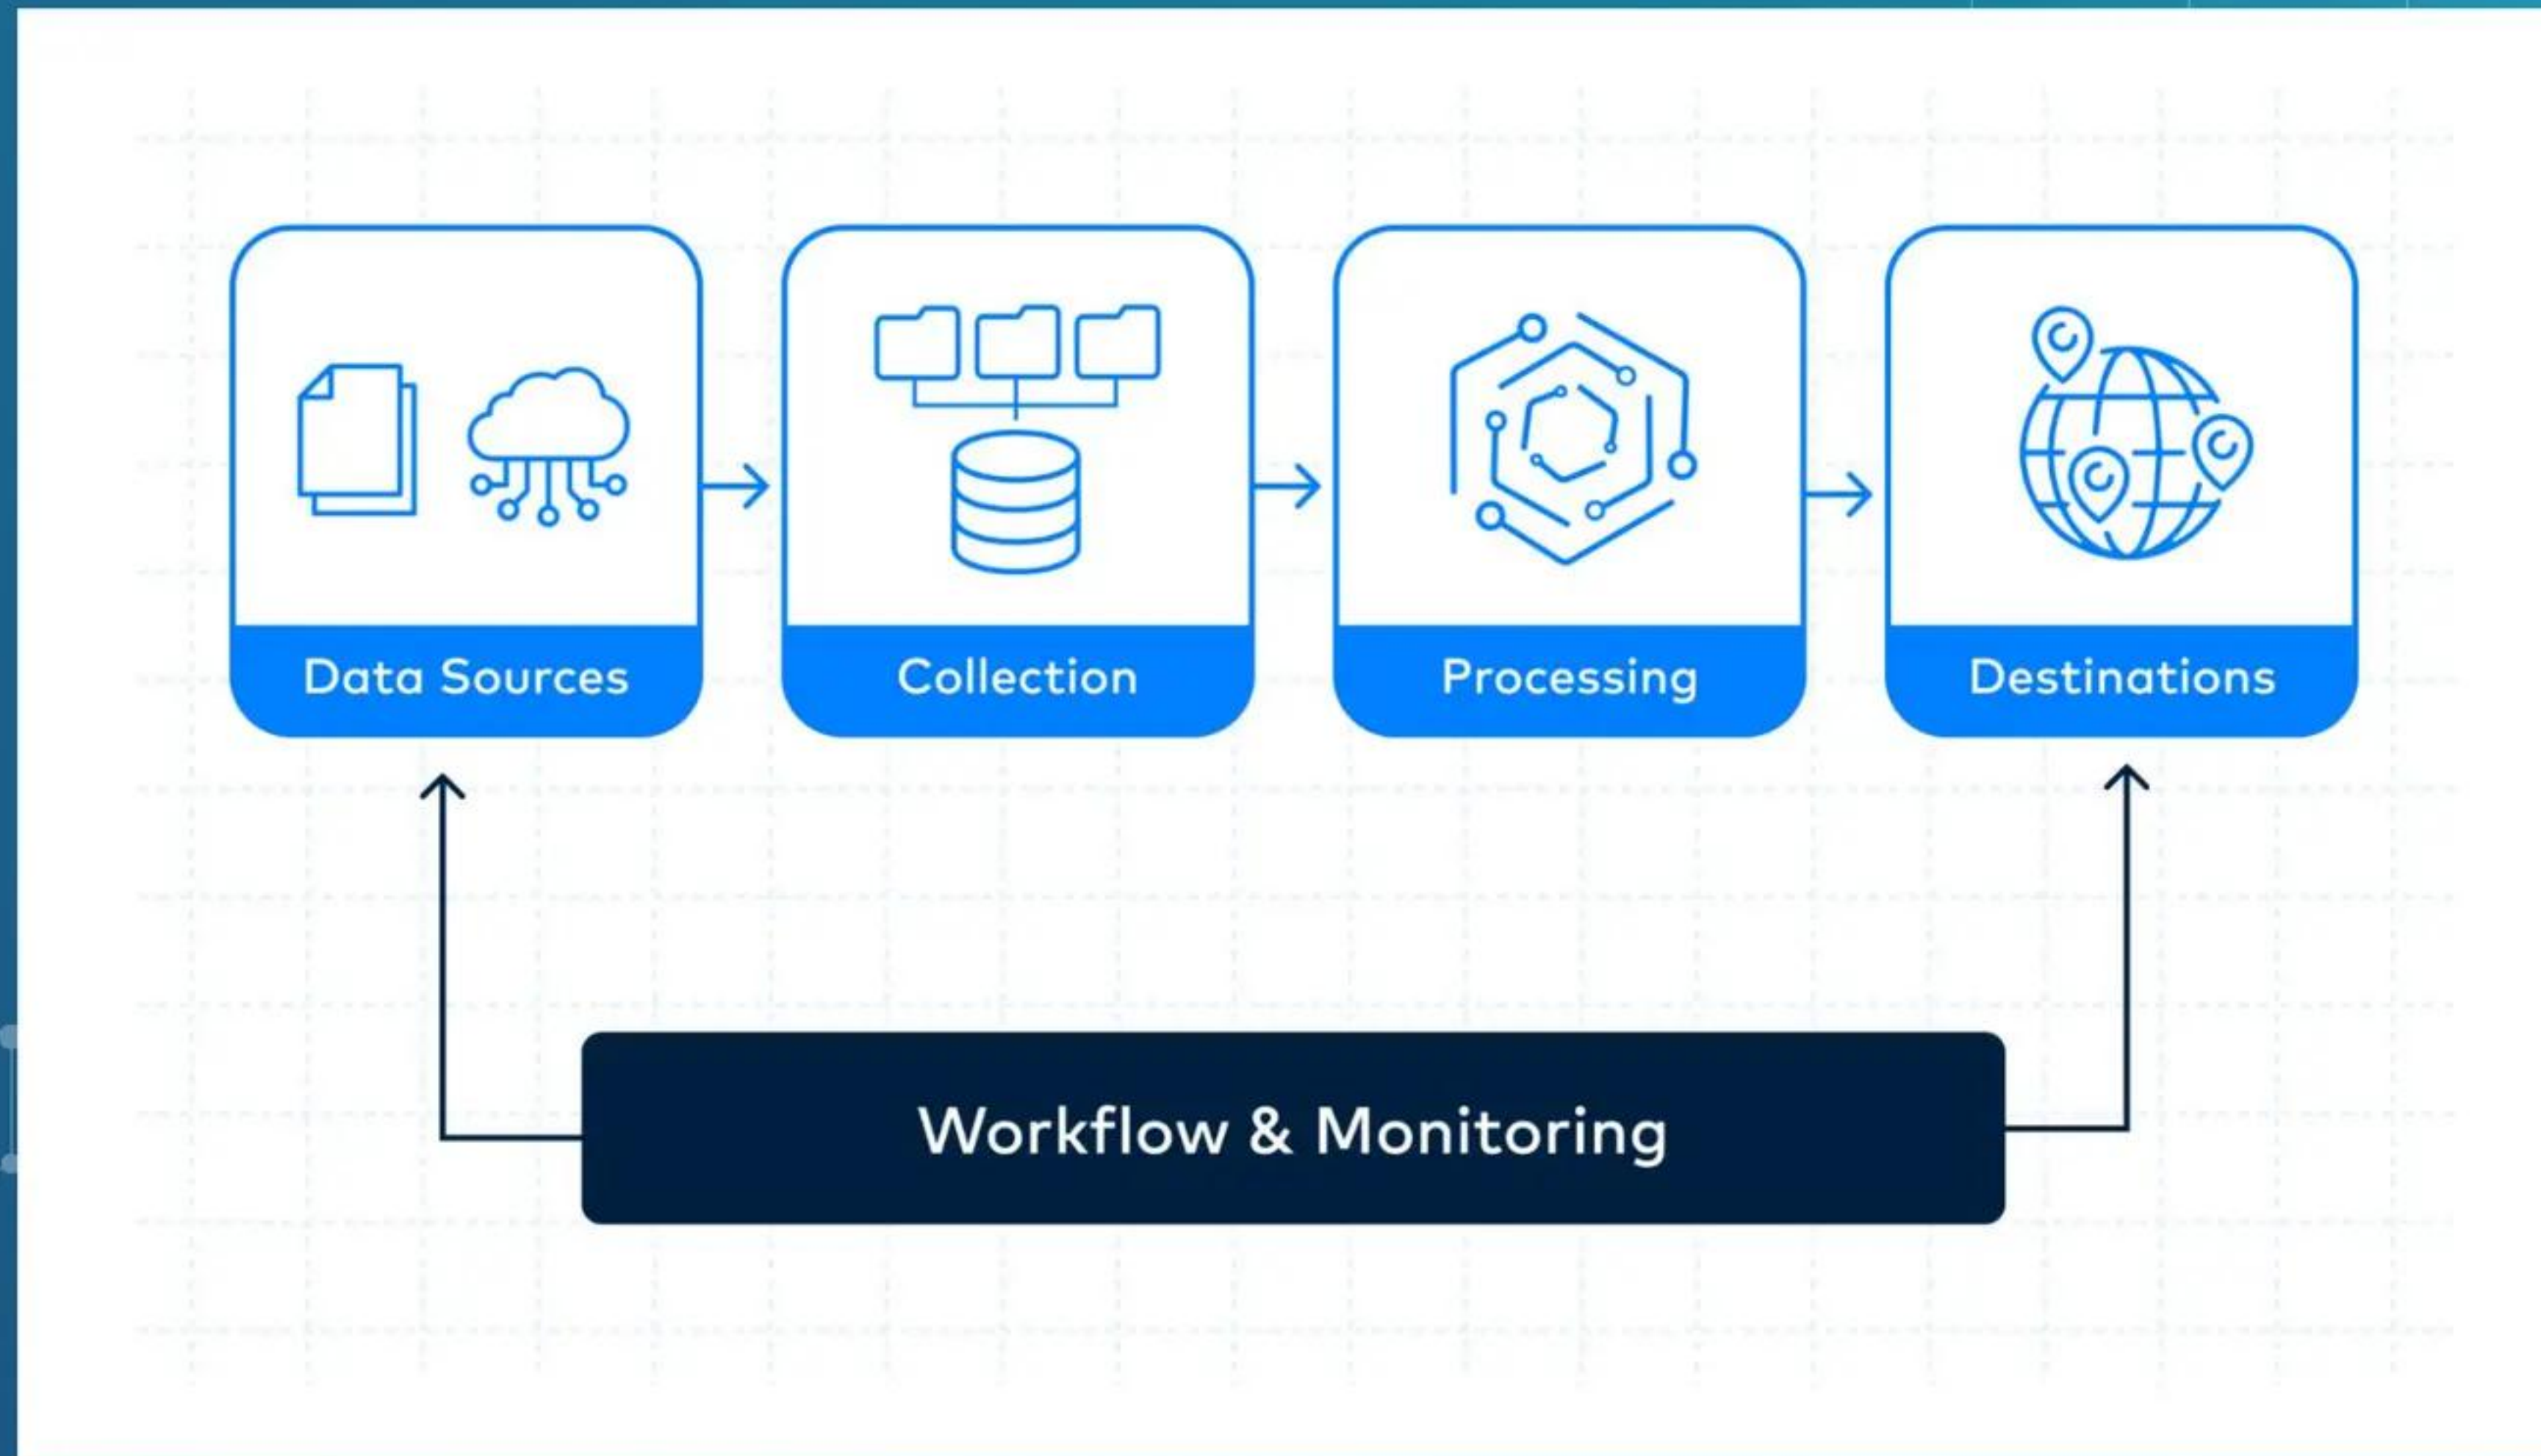 Data Sources
Collection
Processing
Destinations
Workflow & Monitoring